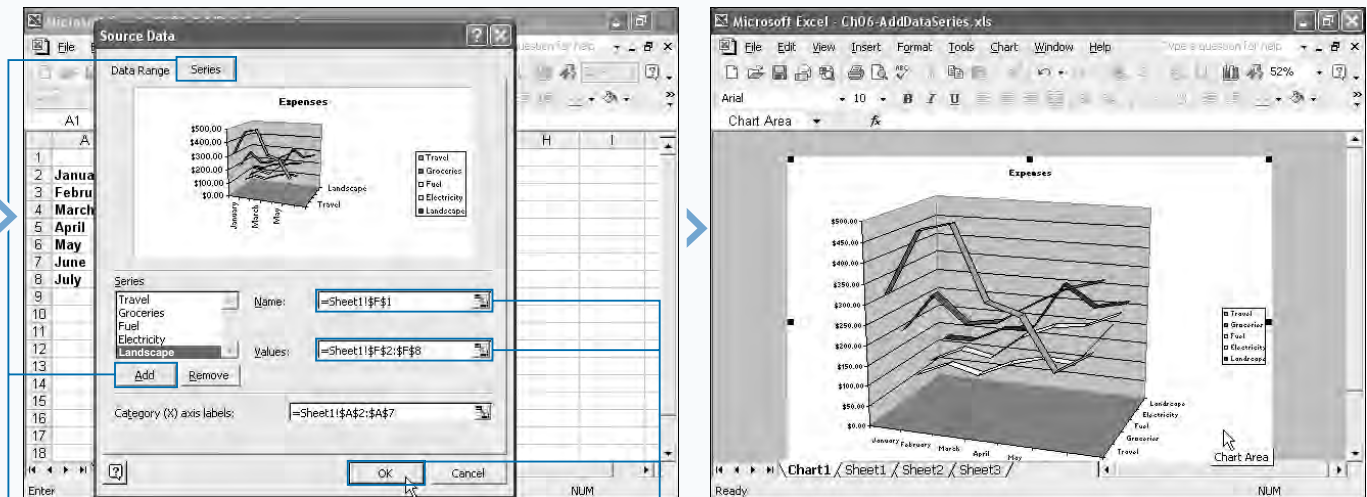 Source Data
File
Data Range
Series
Expenses
$500.00
$400.00
$300.00
$200.00
$100.00
$0.00
January
March
May
Landscape
Travel
Travel
Groceries
Fuel
Electricity
Landscape
A1
A
H
I
1
2 Janua
3 Febru
4 March
5 April
6 May
7 June
8 July
9
10
11
12
13
14
15
16
17
18
Series
Travel
Groceries
Fuel
Electricity
Landscape
Name: =Sheet1!$F$1
Values: =Sheet1!$F$2:$F$8
Add
Remove
Category (X) axis labels: =Sheet1!$A$2:$A$7
OK
Cancel
Enter
NUM
Microsoft Excel - Ch06-AddDataSeries.xls
File Edit View Insert Format Tools Chart Window Help
Type a question for help
52%
Arial
10
B I U
Chart Area
fx
Expenses
$500.00
$450.00
$400.00
$350.00
$300.00
$250.00
$200.00
$150.00
$100.00
$50.00
$0.00
January
February
March
April
May
Landscape
Electricity
Fuel
Groceries
Travel
Travel
Groceries
Fuel
Electricity
Landscape
Chart Area
Chart1 / Sheet1 / Sheet2 / Sheet3 /
Ready
NUM